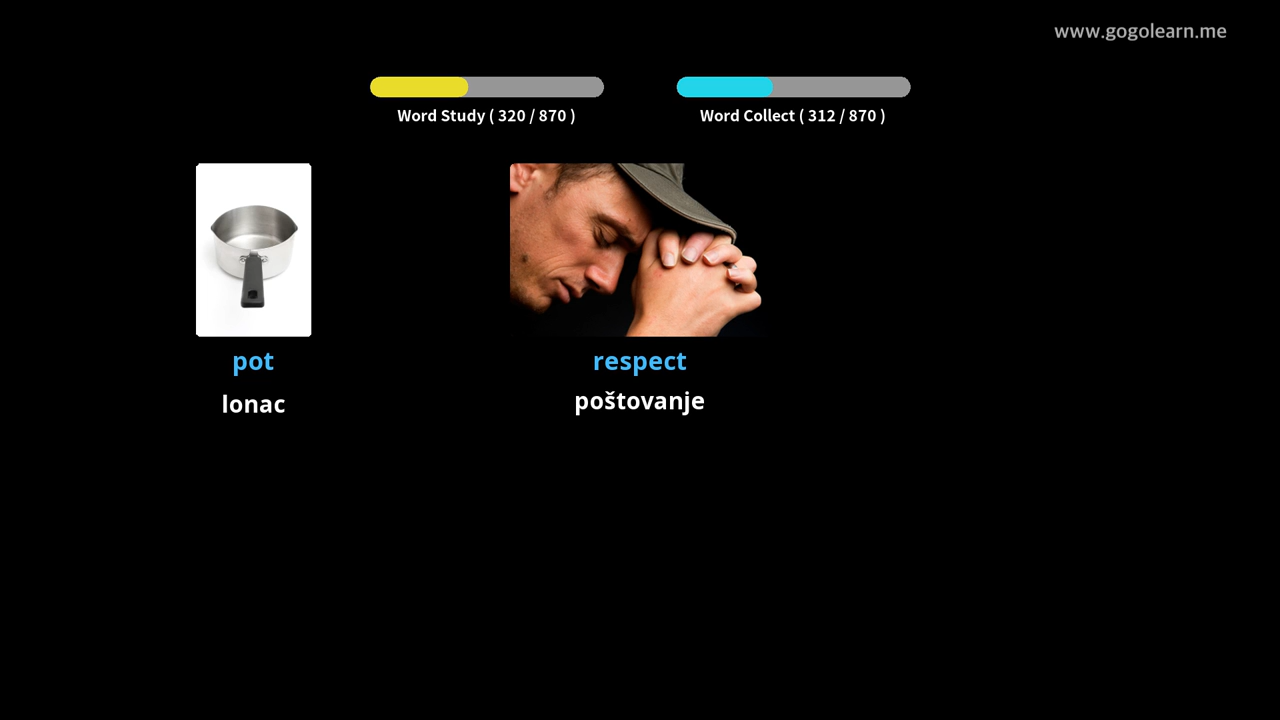 www.gogolearn.me
Word Study ( 320 / 870 )
Word Collect ( 312 / 870 )
pot
lonac
respect
poštovanje